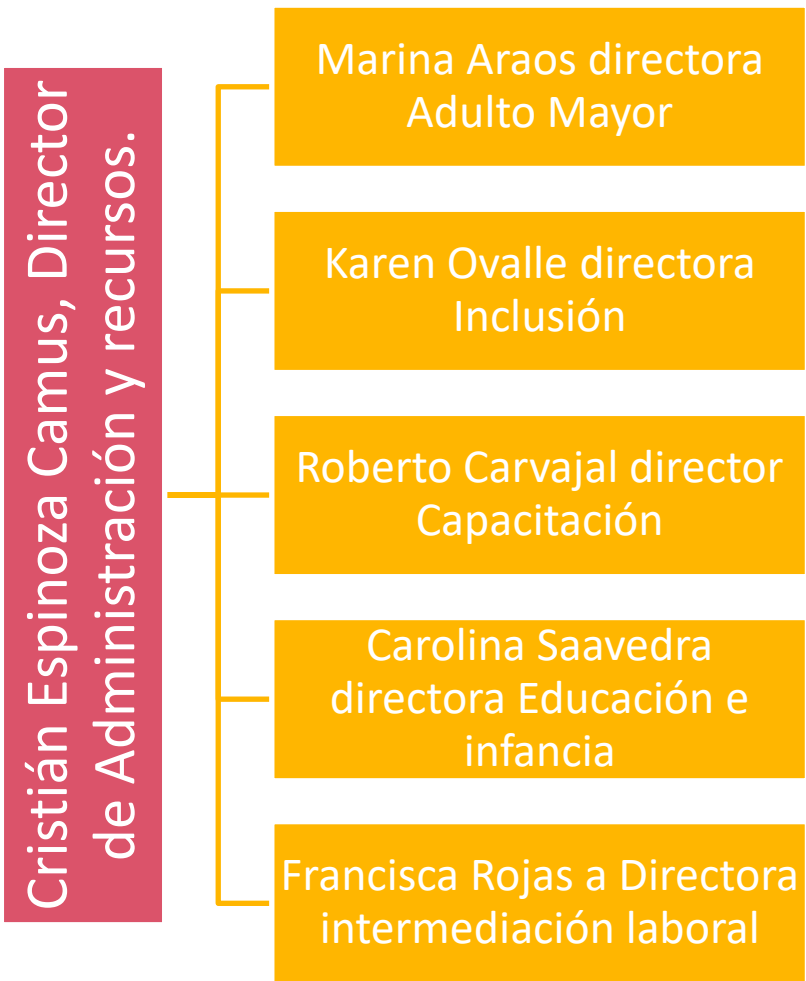 Cristián Espinoza Camus, Director
de Administración y recursos.
Marina Araos directora
Adulto Mayor
Karen Ovalle directora
Inclusión
Roberto Carvajal director
Capacitación
Carolina Saavedra
directora Educación e
infancia
Francisca Rojas a Directora
intermediación laboral